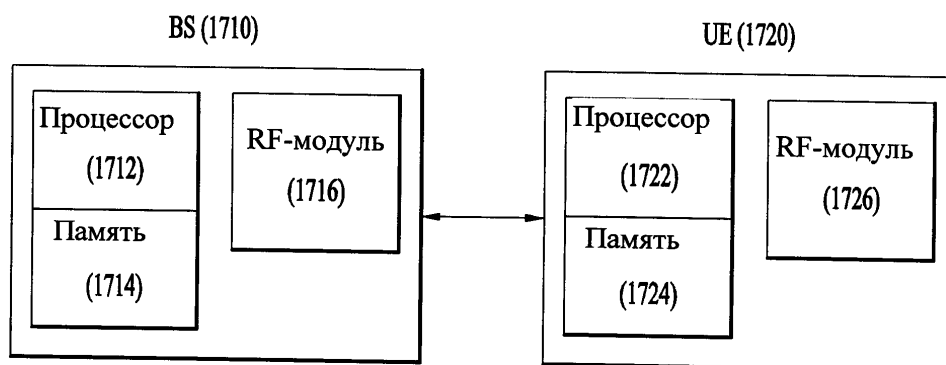 BS (1710)
Процессор
(1712)
Память
(1714)
RF-модуль
(1716)
UE (1720)
Процессор
(1722)
Память
(1724)
RF-модуль
(1726)